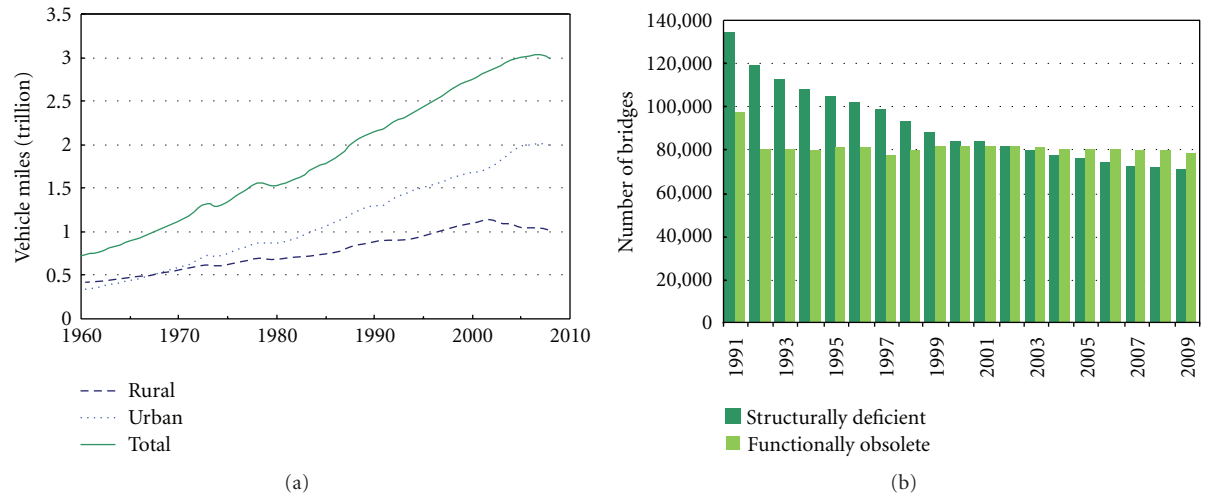 3.5
3
2.5
2
1.5
1
0.5
0
Vehicle miles (trillion)
1960 1970 1980 1990 2000 2010
Rural
Urban
Total
(a)
140,000
120,000
100,000
80,000
60,000
40,000
20,000
0
Number of bridges
1991 1993 1995 1997 1999 2001 2003 2005 2007 2009
Structurally deficient
Functionally obsolete
(b)